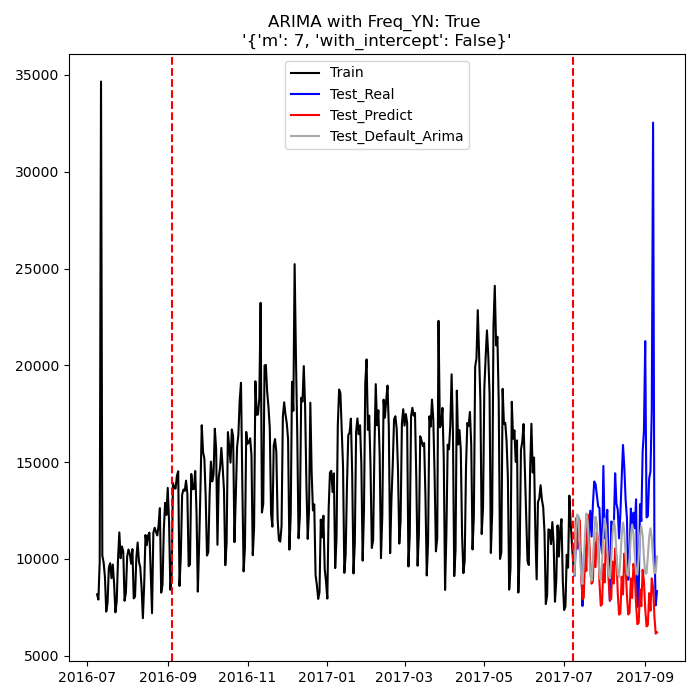 ARIMA with Freq_YN: True
'{'m': 7, 'with_intercept': False}'
35000
30000
25000
20000
15000
10000
5000
Train
Test_Real
Test_Predict
Test_Default_Arima
2016-07
2016-09
2016-11
2017-01
2017-03
2017-05
2017-07
2017-09